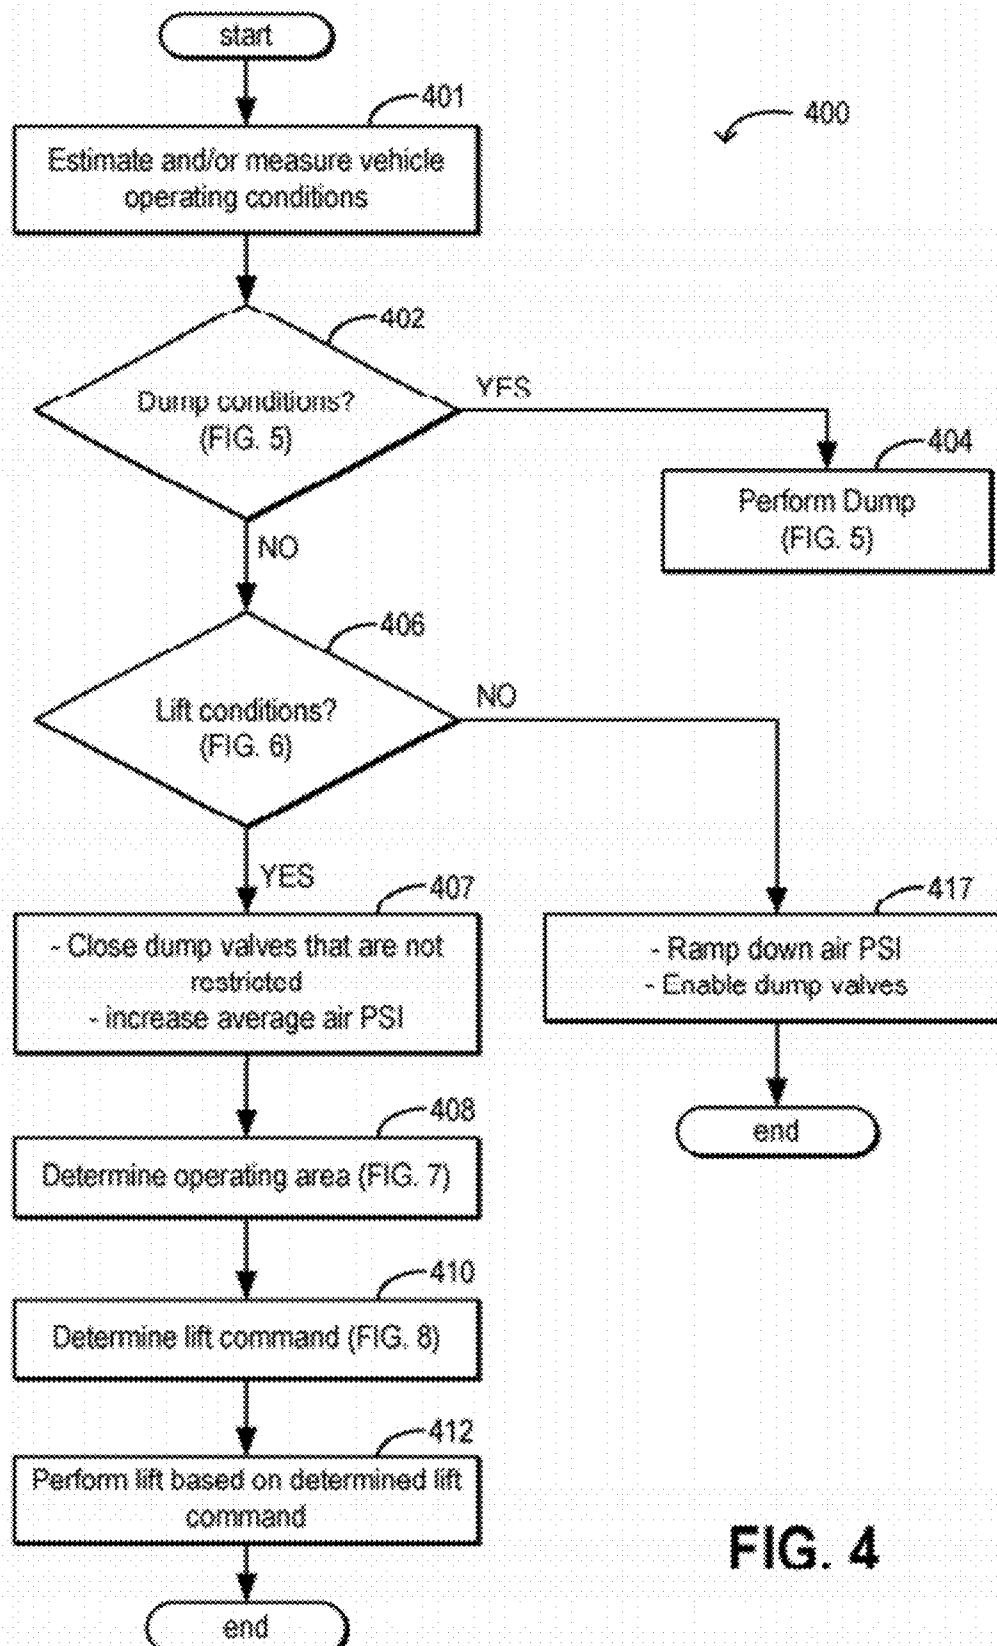 start
401
400
Estimate and/or measure vehicle
operating conditions
402
Dump conditions?
(FIG. 5)
YES
404
Perform Dump
(FIG. 5)
NO
406
Lift conditions?
(FIG. 6)
NO
YES
407
- Close dump valves that are not
restricted
- increase average air PSI
417
- Ramp down air PSI
- Enable dump valves
end
408
Determine operating area (FIG. 7)
410
Determine lift command (FIG. 8)
412
Perform lift based on determined lift
command
end
FIG. 4